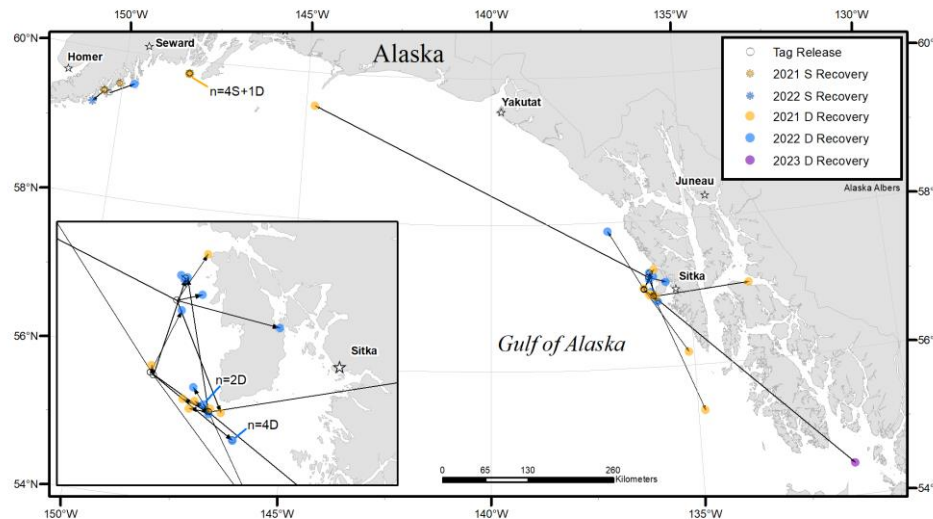 150°W
145°W
140°W
135°W
130°W
60°N
60°N
Homer
Seward
Alaska
n=4S+1D
Yakutat
Juneau
Tag Release
2021 S Recovery
2022 S Recovery
2021 D Recovery
2022 D Recovery
2023 D Recovery
Alaska Albers
58°N
58°N
Sitka
56°N
56°N
Gulf of Alaska
Sitka
n=2D
n=4D
0 65 130 260
Kilometers
54°N
54°N
150°W
145°W
140°W
135°W
130°W